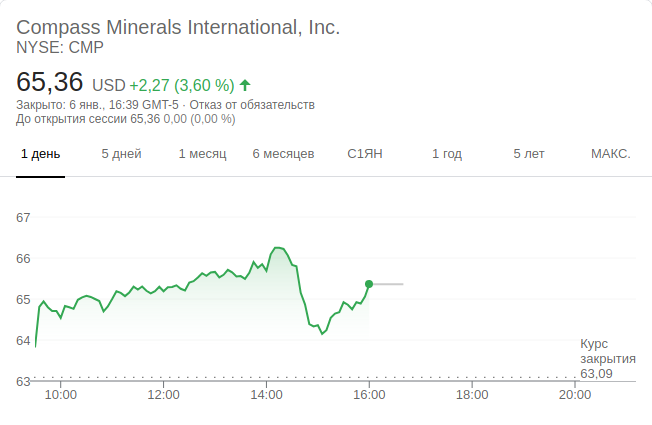 Compass Minerals International, Inc.
NYSE: CMP
65,36 USD +2,27 (3,60 %)
Закрыто: 6 янв., 16:39 GMT-5 · Отказ от обязательств
До открытия сессии 65,36 0,00 (0,00 %)
1 день 5 дней 1 месяц 6 месяцев С1ЯН 1 год 5 лет МАКС.
67
66
65
64
63
Курс
закрытия
63,09
10:00 12:00 14:00 16:00 18:00 20:00